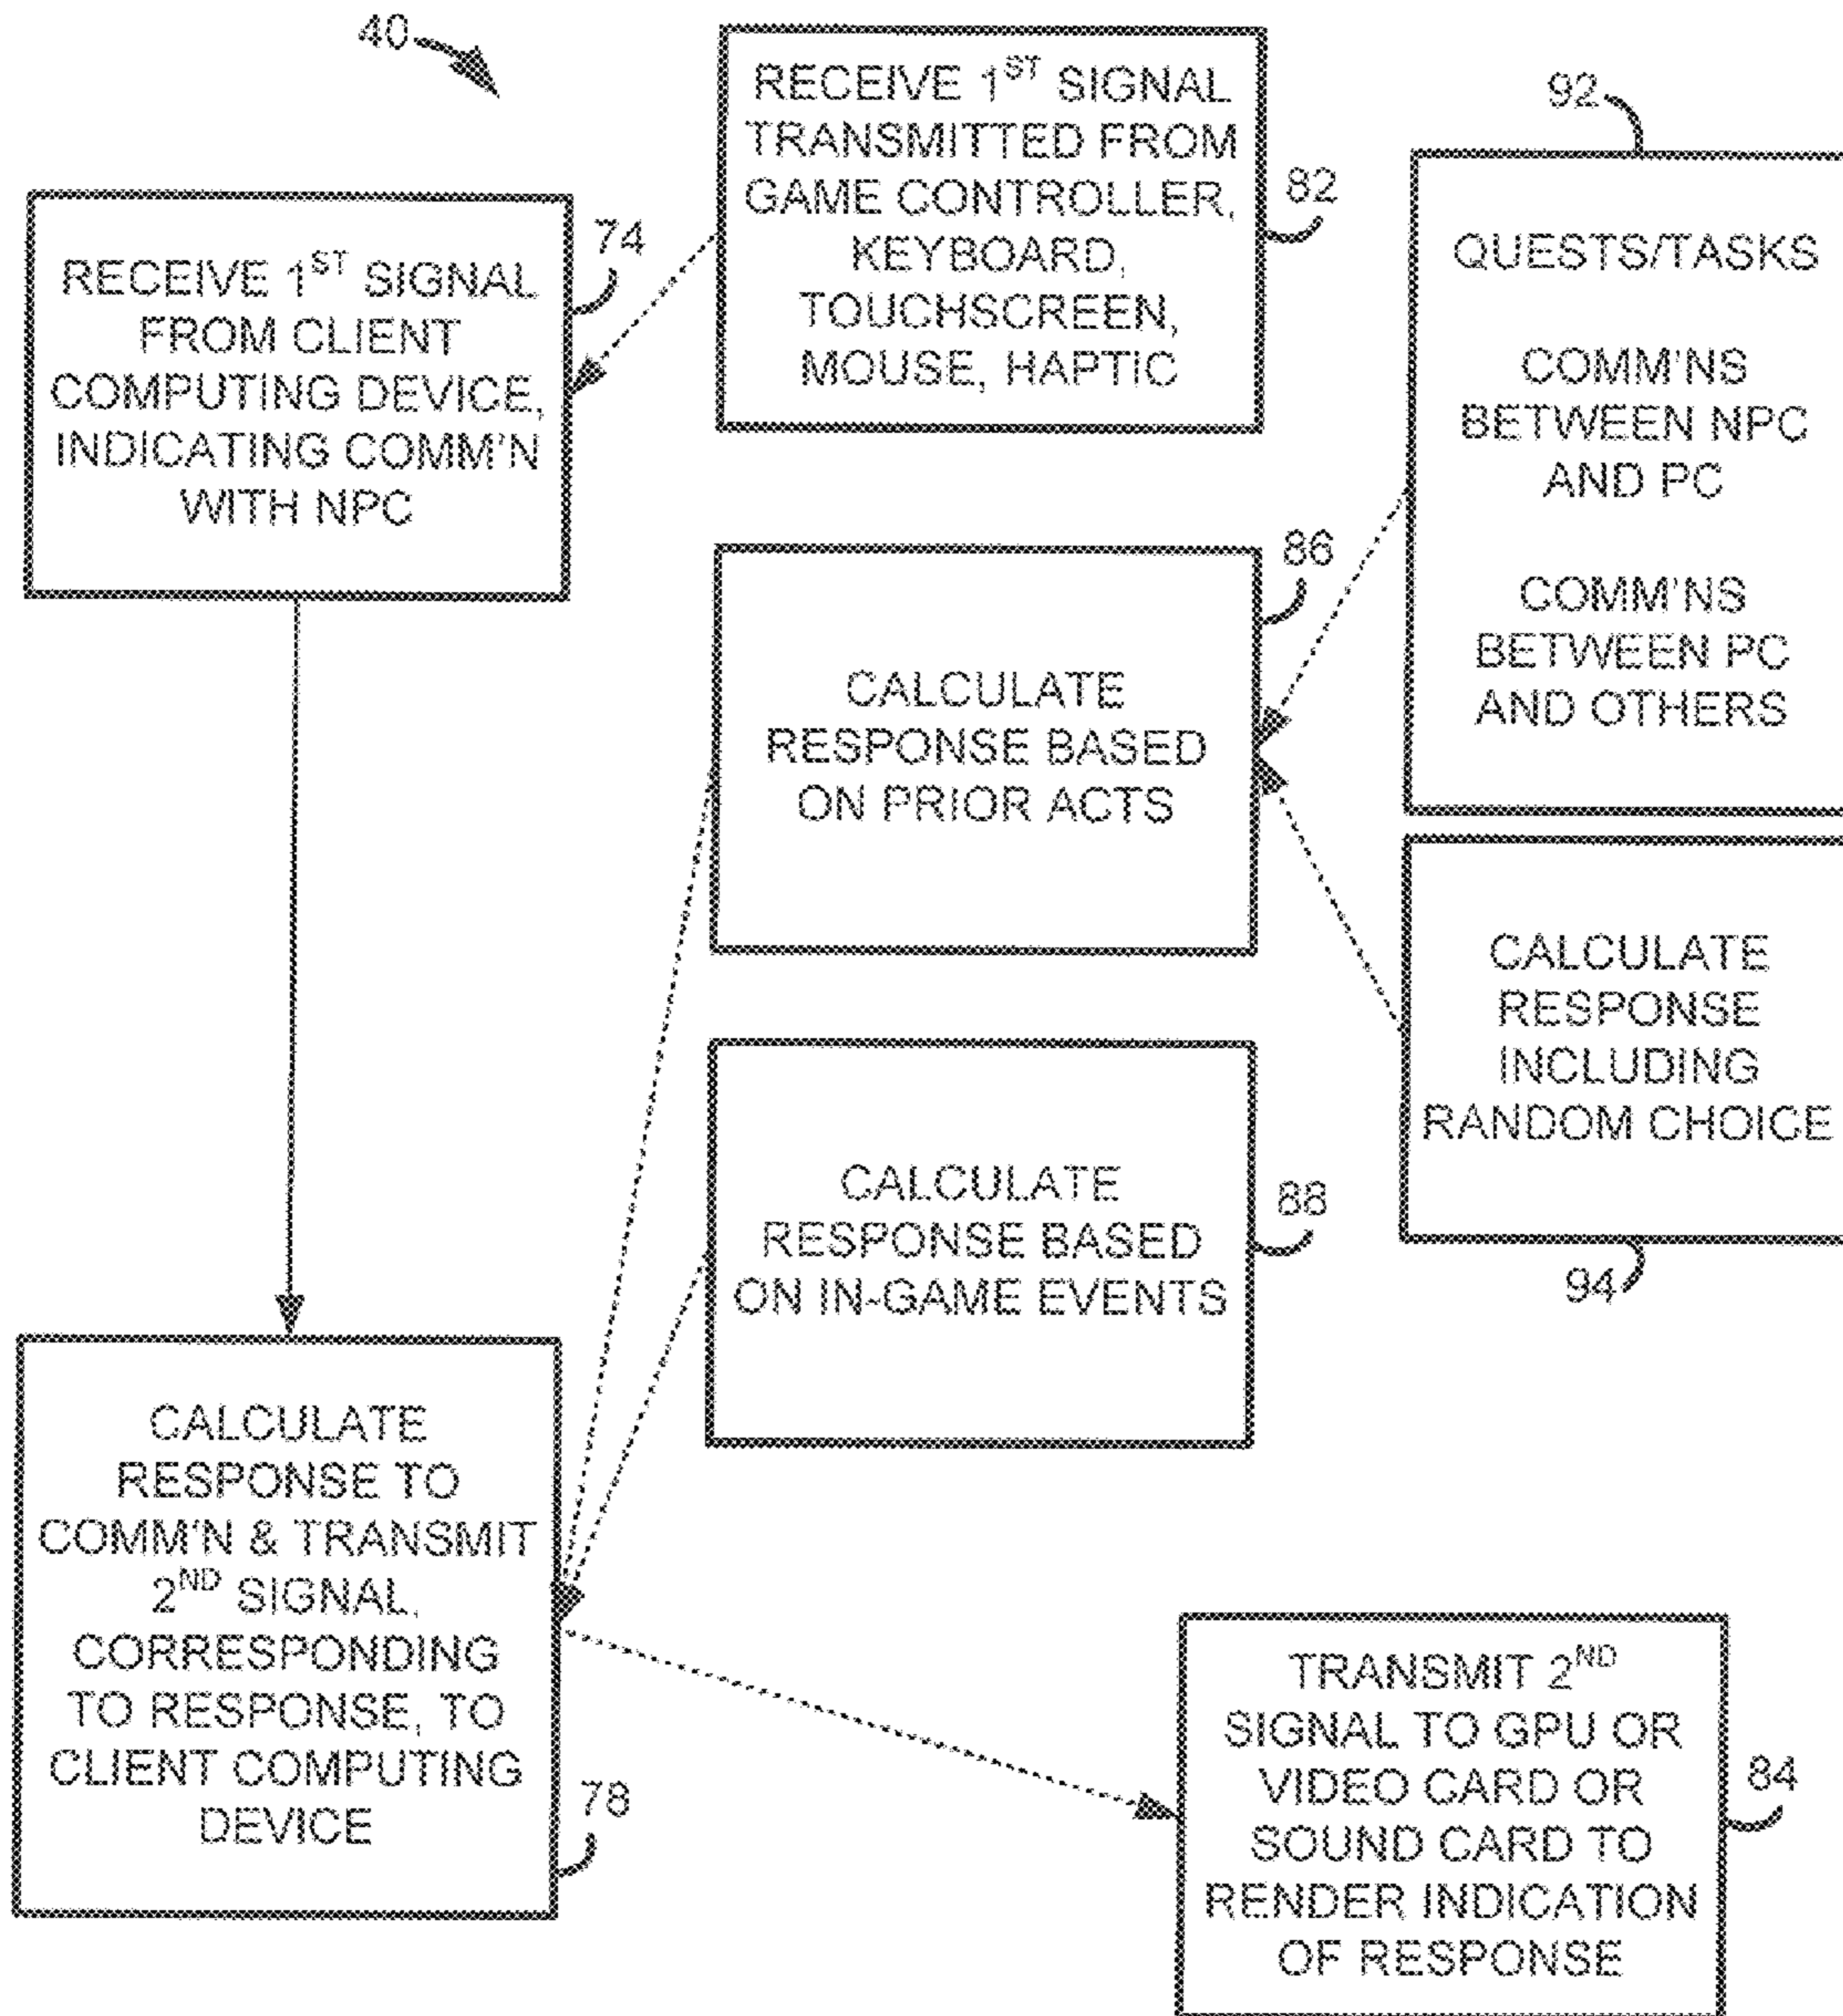 40
RECEIVE 1ST SIGNAL
TRANSMITTED FROM
GAME CONTROLLER,
KEYBOARD,
TOUCHSCREEN,
MOUSE, HAPTIC
82
92
QUESTS/TASKS
COMM'NS
BETWEEN NPC
AND PC
COMM'NS
BETWEEN PC
AND OTHERS
RECEIVE 1ST SIGNAL
FROM CLIENT
COMPUTING DEVICE,
INDICATING COMM'N
WITH NPC
74
86
CALCULATE
RESPONSE BASED
ON PRIOR ACTS
CALCULATE
RESPONSE
INCLUDING
RANDOM CHOICE
94
CALCULATE
RESPONSE BASED
ON IN-GAME EVENTS
88
CALCULATE
RESPONSE TO
COMM'N & TRANSMIT
2ND SIGNAL,
CORRESPONDING
TO RESPONSE, TO
CLIENT COMPUTING
DEVICE
78
TRANSMIT 2ND
SIGNAL TO GPU OR
VIDEO CARD OR
SOUND CARD TO
RENDER INDICATION
OF RESPONSE
84